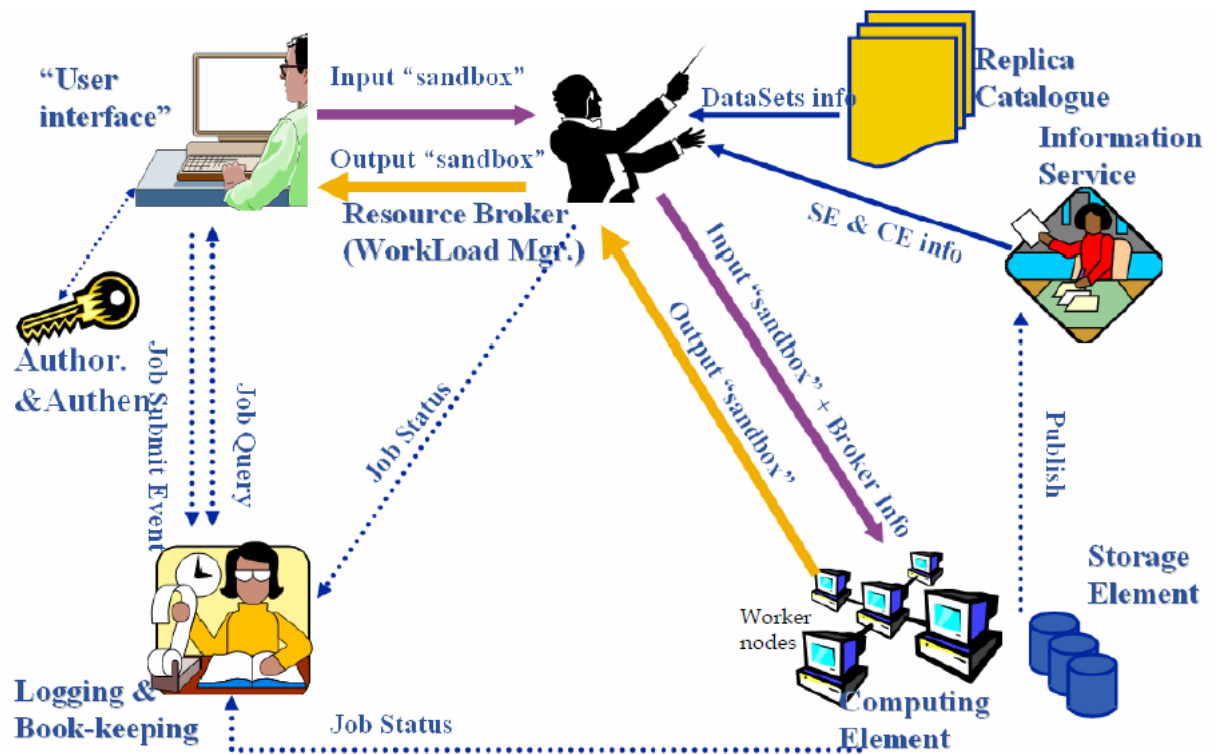 “User
interface”
Input “sandbox”
Output “sandbox”
Resource Broker
(WorkLoad Mgr.)
DataSets info
Replica
Catalogue
Information
Service
SE & CE info
Author.
&Authen
Job Submit Event
Job Query
Job Status
Input “sandbox” + Broker Info
Output “sandbox”
Publish
Storage
Element
Worker
nodes
Computing
Element
Logging &
Book-keeping
Job Status